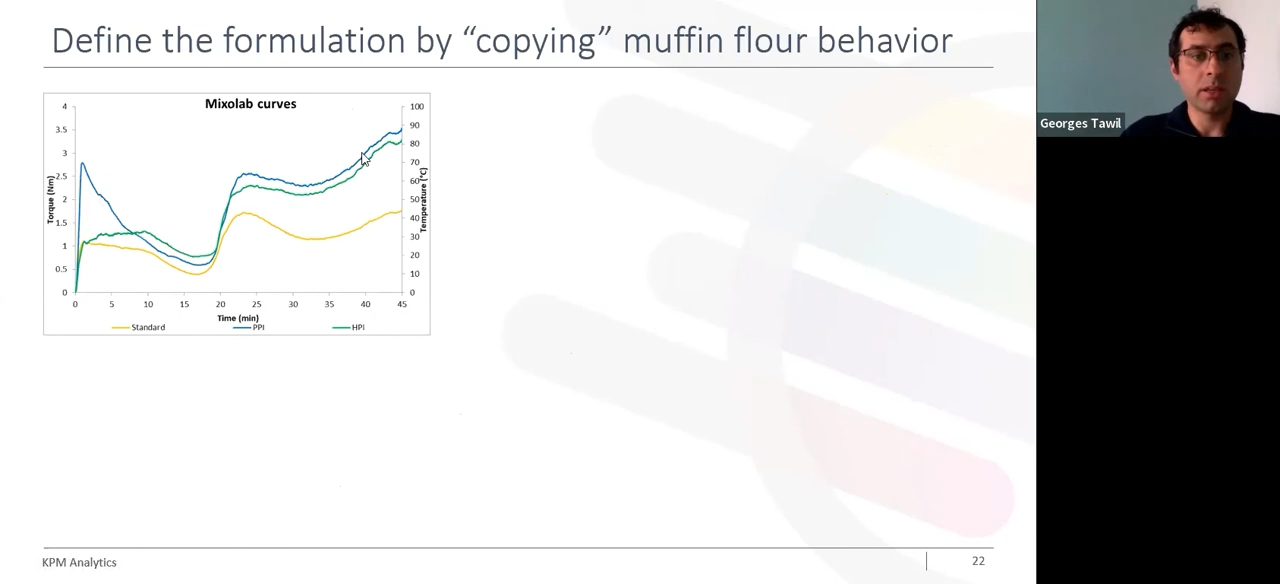 Define the formulation by “copying” muffin flour behavior
Georges Tawil
Mixolab curves
4
3.5
3
2.5
2
1.5
1
0.5
0
Torque (Nm)
100
90
80
70
60
50
40
30
20
10
0
Temperature (°C)
0 5 10 15 20 25 30 35 40 45
Time (min)
Standard PPI HPI
KPM Analytics
22